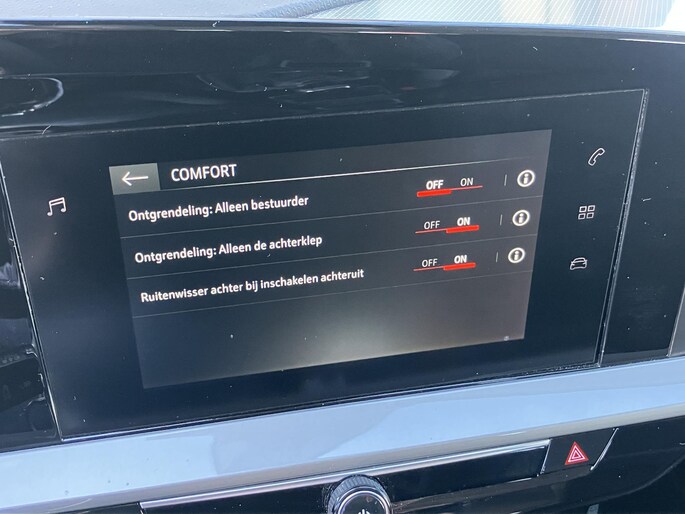 COMFORT
Ontgrendeling: Alleen bestuurder OFF ON
Ontgrendeling: Alleen de achterklep OFF ON
Ruitenwisser achter bij inschakelen achteruit OFF ON